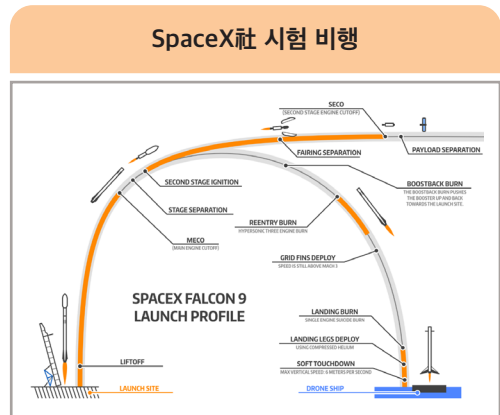 SpaceX社 시험 비행
SECO
(SECOND STAGE ENGINE CUTOFF)
FAIRING SEPARATION
PAYLOAD SEPARATION
SECOND STAGE IGNITION
BOOSTBACK BURN
THE BOOSTBACK BURN PUSHES
THE BOOSTER UP AND BACK
TOWARDS THE LAUNCH SITE.
STAGE SEPARATION
REENTRY BURN
HYPERSONIC THREE ENGINE BURN
MECO
(MAIN ENGINE CUTOFF)
GRID FINS DEPLOY
SPEED IS STILL ABOVE MACH 3
SPACEX FALCON 9
LAUNCH PROFILE
LANDING BURN
SINGLE ENGINE SUICIDE BURN
LANDING LEGS DEPLOY
USING COMPRESSED HELIUM
LIFTOFF
SOFT TOUCHDOWN
MAX VERTICAL SPEED: 6 METERS PER SECOND
LAUNCH SITE
DRONE SHIP